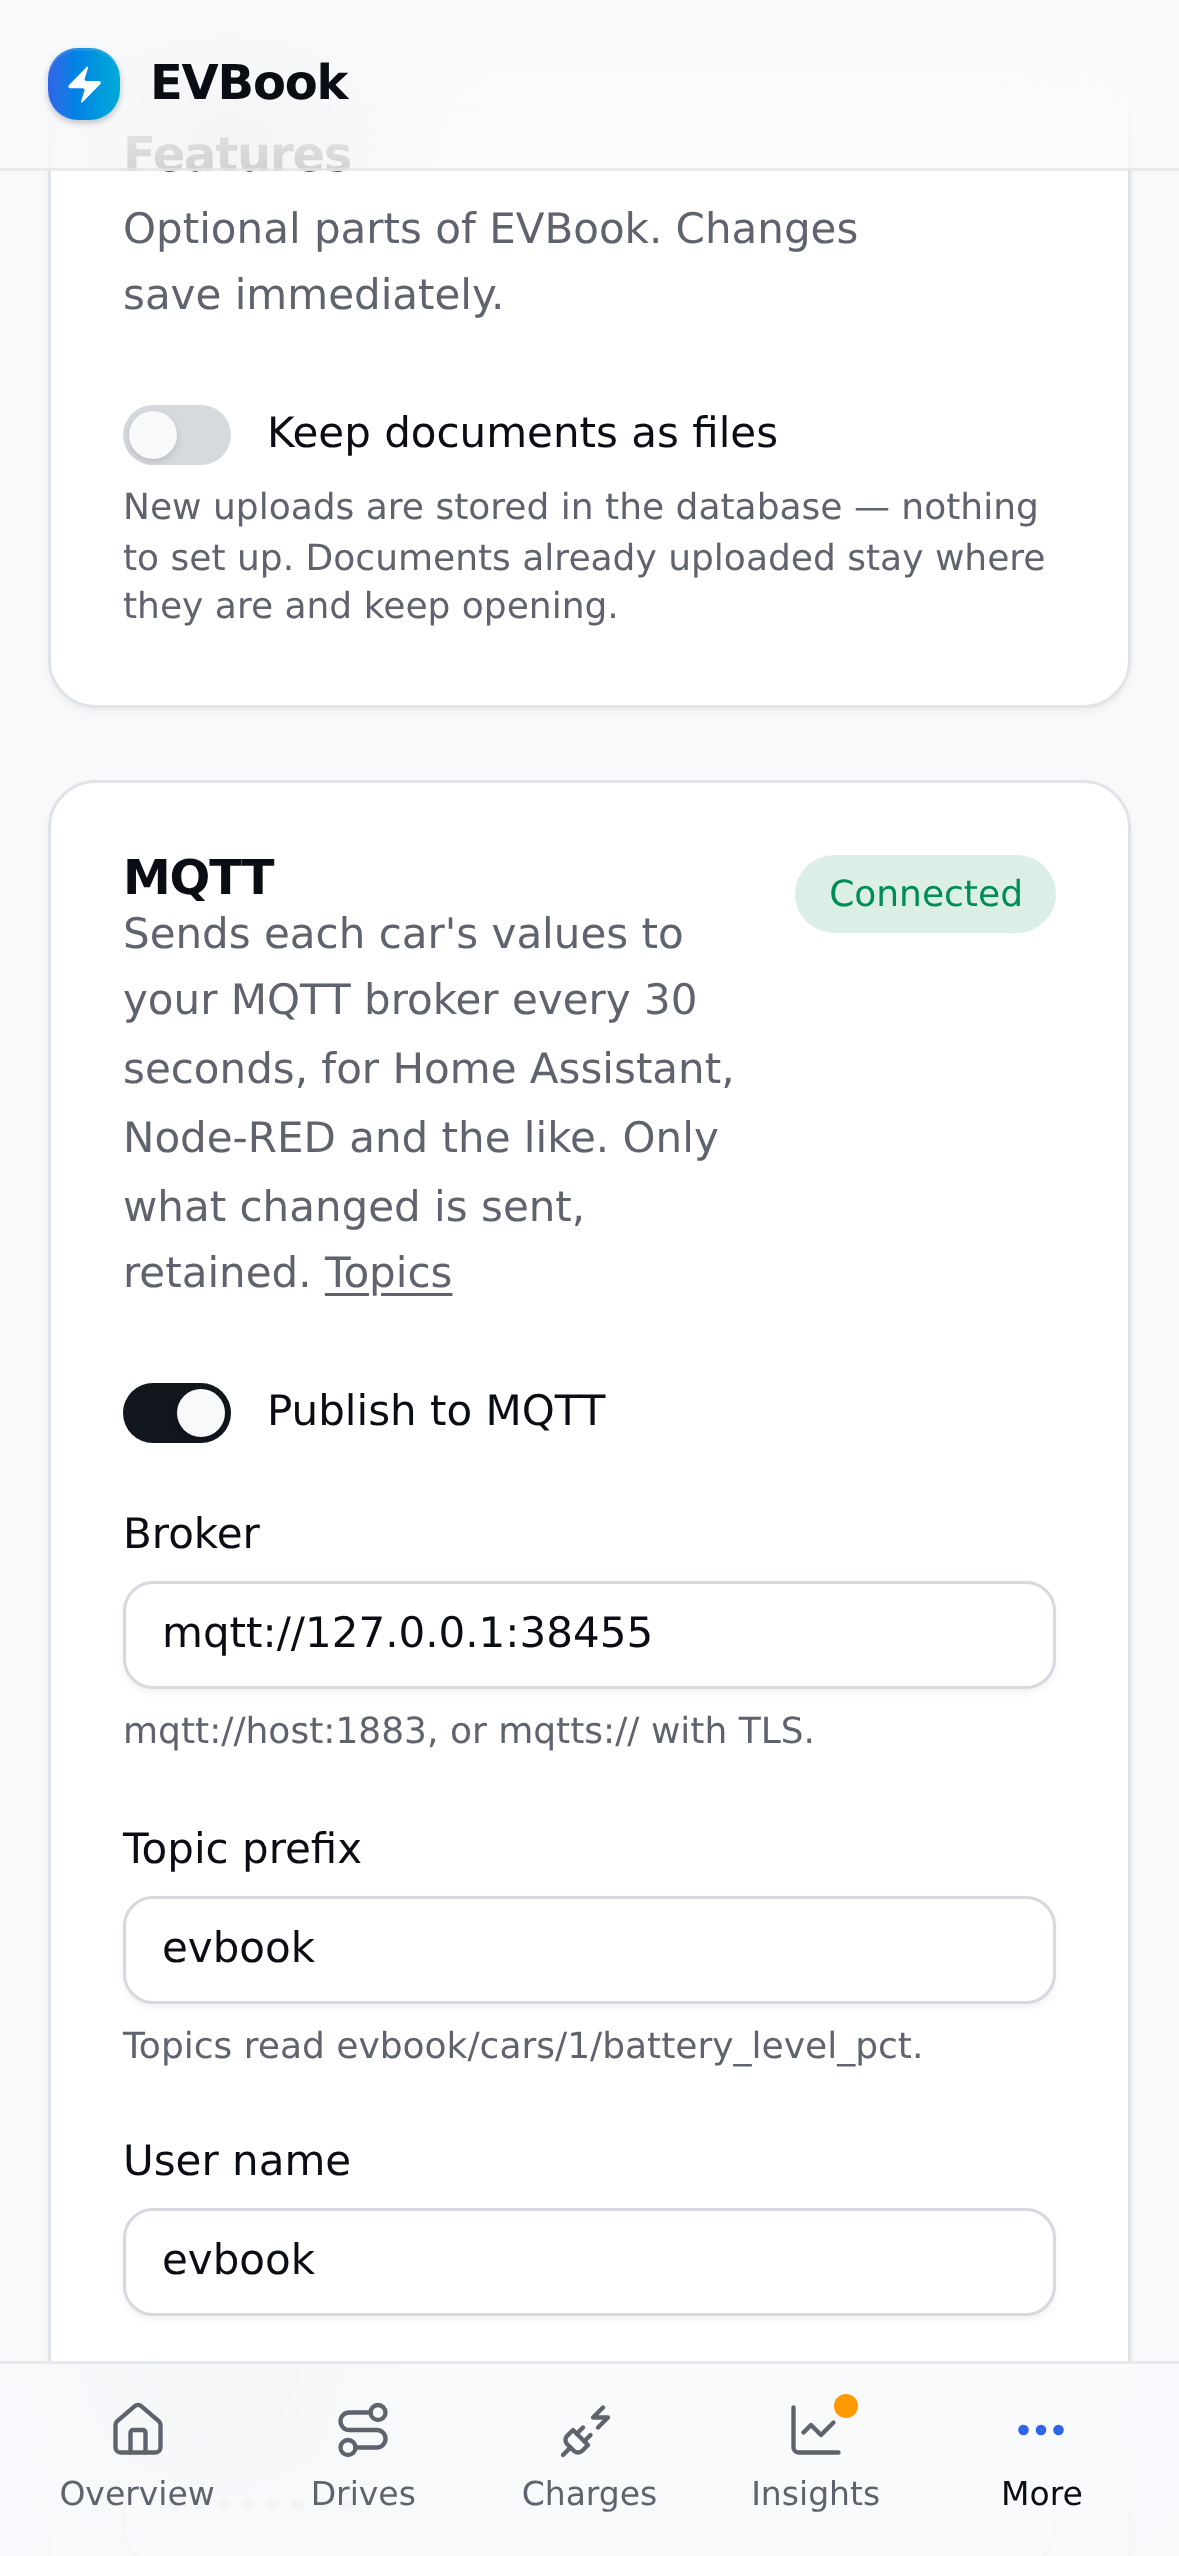 EVBook
Features
Optional parts of EVBook. Changes
save immediately.
Keep documents as files
New uploads are stored in the database — nothing
to set up. Documents already uploaded stay where
they are and keep opening.
MQTT
Connected
Sends each car's values to
your MQTT broker every 30
seconds, for Home Assistant,
Node-RED and the like. Only
what changed is sent,
retained. Topics
Publish to MQTT
Broker
mqtt://127.0.0.1:38455
mqtt://host:1883, or mqtts:// with TLS.
Topic prefix
evbook
Topics read evbook/cars/1/battery_level_pct.
User name
evbook
Overview
Drives
Charges
Insights
More